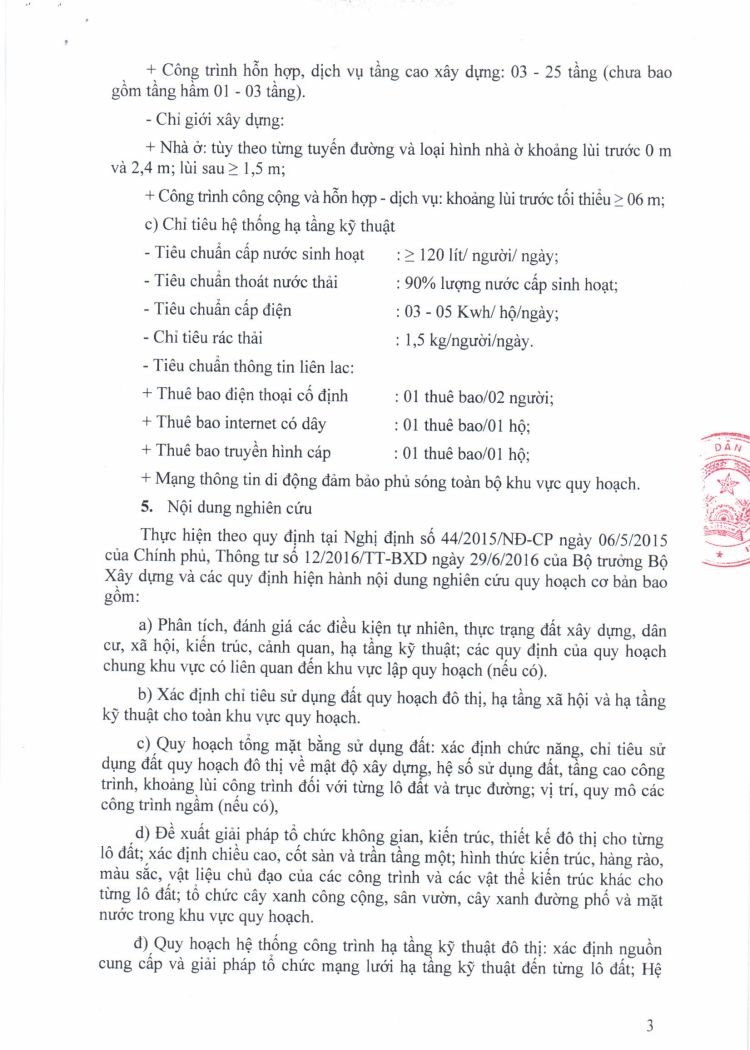 + Công trình hỗn hợp, dịch vụ tầng cao xây dựng: 03 - 25 tầng (chưa bao
gồm tầng hầm 01 - 03 tầng).
- Chỉ giới xây dựng:
+ Nhà ở: tùy theo từng tuyến đường và loại hình nhà ở khoảng lùi trước 0 m
và 2,4 m; lùi sau ≥ 1,5 m;
+ Công trình công cộng và hỗn hợp - dịch vụ: khoảng lùi trước tối thiểu ≥ 06 m;
c) Chỉ tiêu hệ thống hạ tầng kỹ thuật
- Tiêu chuẩn cấp nước sinh hoạt : ≥ 120 lít/ người/ ngày;
- Tiêu chuẩn thoát nước thải : 90% lượng nước cấp sinh hoạt;
- Tiêu chuẩn cấp điện : 03 - 05 Kwh/ hộ/ngày;
- Chỉ tiêu rác thải : 1,5 kg/người/ngày.
- Tiêu chuẩn thông tin liên lac:
+ Thuê bao điện thoại cố định : 01 thuê bao/02 người;
+ Thuê bao internet có dây : 01 thuê bao/01 hộ;
+ Thuê bao truyền hình cáp : 01 thuê bao/01 hộ;
+ Mạng thông tin di động đảm bảo phủ sóng toàn bộ khu vực quy hoạch.
5. Nội dung nghiên cứu
Thực hiện theo quy định tại Nghị định số 44/2015/NĐ-CP ngày 06/5/2015
của Chính phủ, Thông tư số 12/2016/TT-BXD ngày 29/6/2016 của Bộ trưởng Bộ
Xây dựng và các quy định hiện hành nội dung nghiên cứu quy hoạch cơ bản bao
gồm:
a) Phân tích, đánh giá các điều kiện tự nhiên, thực trạng đất xây dựng, dân
cư, xã hội, kiến trúc, cảnh quan, hạ tầng kỹ thuật; các quy định của quy hoạch
chung khu vực có liên quan đến khu vực lập quy hoạch (nếu có).
b) Xác định chỉ tiêu sử dụng đất quy hoạch đô thị, hạ tầng xã hội và hạ tầng
kỹ thuật cho toàn khu vực quy hoạch.
c) Quy hoạch tổng mặt bằng sử dụng đất: xác định chức năng, chỉ tiêu sử
dụng đất quy hoạch đô thị về mật độ xây dựng, hệ số sử dụng đất, tầng cao công
trình, khoảng lùi công trình đối với từng lô đất và trục đường; vị trí, quy mô các
công trình ngầm (nếu có),
d) Đề xuất giải pháp tổ chức không gian, kiến trúc, thiết kế đô thị cho từng
lô đất; xác định chiều cao, cốt sàn và trần tầng một; hình thức kiến trúc, hàng rào,
màu sắc, vật liệu chủ đạo của các công trình và các vật thể kiến trúc khác cho
từng lô đất; tổ chức cây xanh công cộng, sân vườn, cây xanh đường phố và mặt
nước trong khu vực quy hoạch.
đ) Quy hoạch hệ thống công trình hạ tầng kỹ thuật đô thị: xác định nguồn
cung cấp và giải pháp tổ chức mạng lưới hạ tầng kỹ thuật đến từng lô đất; Hệ
DÂN
3